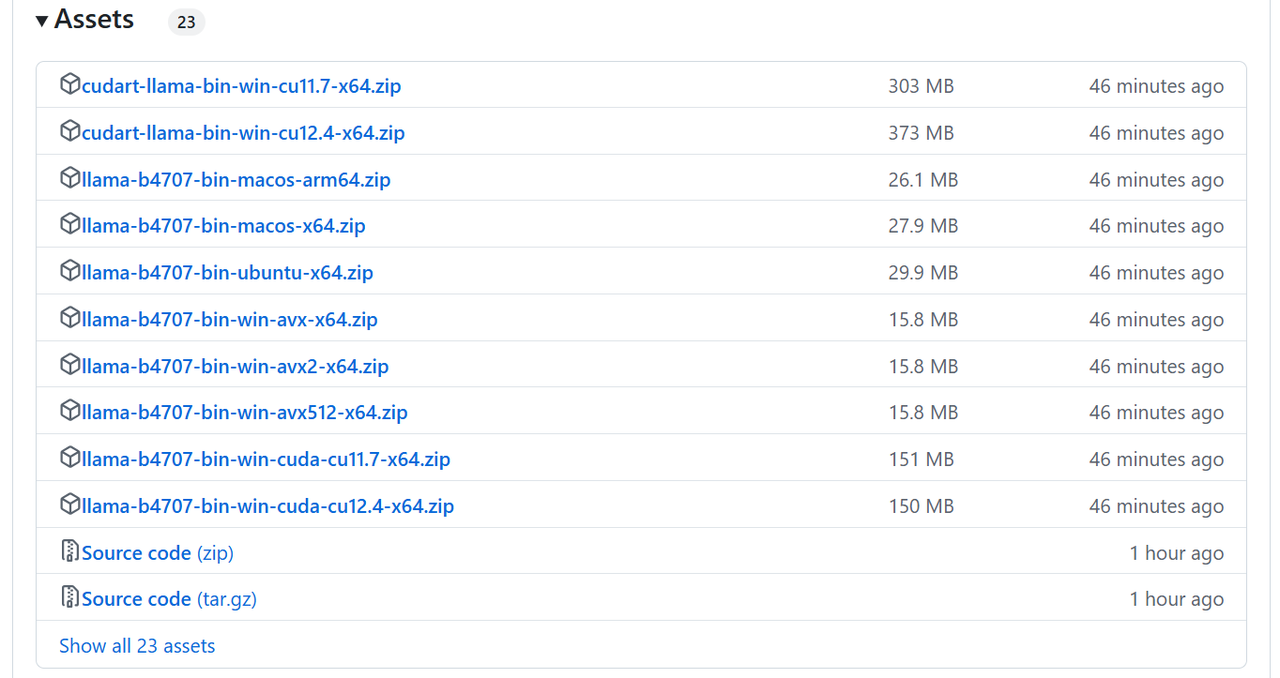 Assets 23
cudart-llama-bin-win-cu11.7-x64.zip 303 MB 46 minutes ago
cudart-llama-bin-win-cu12.4-x64.zip 373 MB 46 minutes ago
llama-b4707-bin-macos-arm64.zip 26.1 MB 46 minutes ago
llama-b4707-bin-macos-x64.zip 27.9 MB 46 minutes ago
llama-b4707-bin-ubuntu-x64.zip 29.9 MB 46 minutes ago
llama-b4707-bin-win-avx-x64.zip 15.8 MB 46 minutes ago
llama-b4707-bin-win-avx2-x64.zip 15.8 MB 46 minutes ago
llama-b4707-bin-win-avx512-x64.zip 15.8 MB 46 minutes ago
llama-b4707-bin-win-cuda-cu11.7-x64.zip 151 MB 46 minutes ago
llama-b4707-bin-win-cuda-cu12.4-x64.zip 150 MB 46 minutes ago
Source code (zip) 1 hour ago
Source code (tar.gz) 1 hour ago
Show all 23 assets